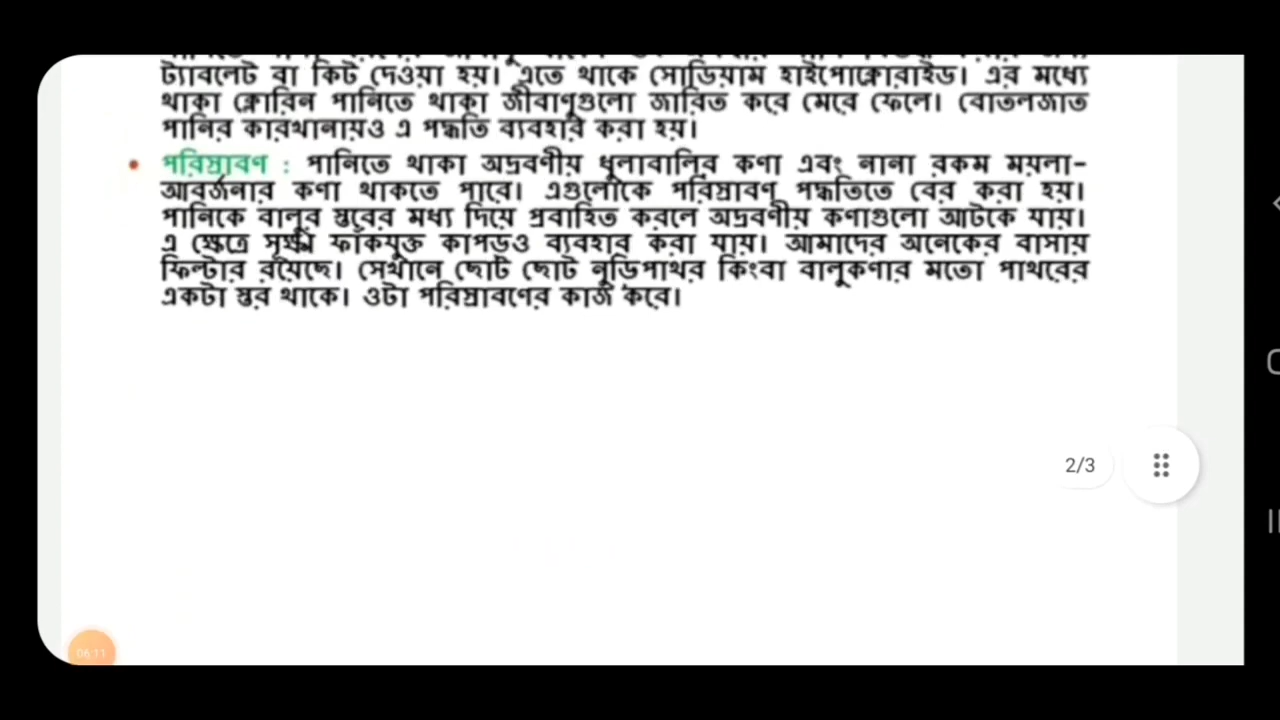 ট্যাবলেট বা কিট দেওয়া হয়। এতে থাকে সোডিয়াম হাইপোক্লোরাইড। এর মধ্যে
থাকা ক্লোরিন পানিতে থাকা জীবাণুগুলো জারিত করে মেরে ফেলে। বোতলজাত
পানির কারখানায়ও এ পদ্ধতি ব্যবহার করা হয়।
• পরিস্রাবণ : পানিতে থাকা অদ্রবণীয় ধুলাবালির কণা এবং নানা রকম ময়লা-
আবর্জনার কণা থাকতে পারে। এগুলোকে পরিস্রাবণ পদ্ধতিতে বের করা হয়।
পানিকে বালুর স্তরের মধ্য দিয়ে প্রবাহিত করলে অদ্রবণীয় কণাগুলো আটকে যায়।
এ ক্ষেত্রে সূক্ষ্ম ফাঁকযুক্ত কাপড়ও ব্যবহার করা যায়। আমাদের অনেকের বাসায়
ফিল্টার রয়েছে। সেখানে ছোট ছোট নুড়িপাথর কিংবা বালুকণার মতো পাথরের
একটা স্তর থাকে। ওটা পরিস্রাবণের কাজ করে।
2/3
06:11